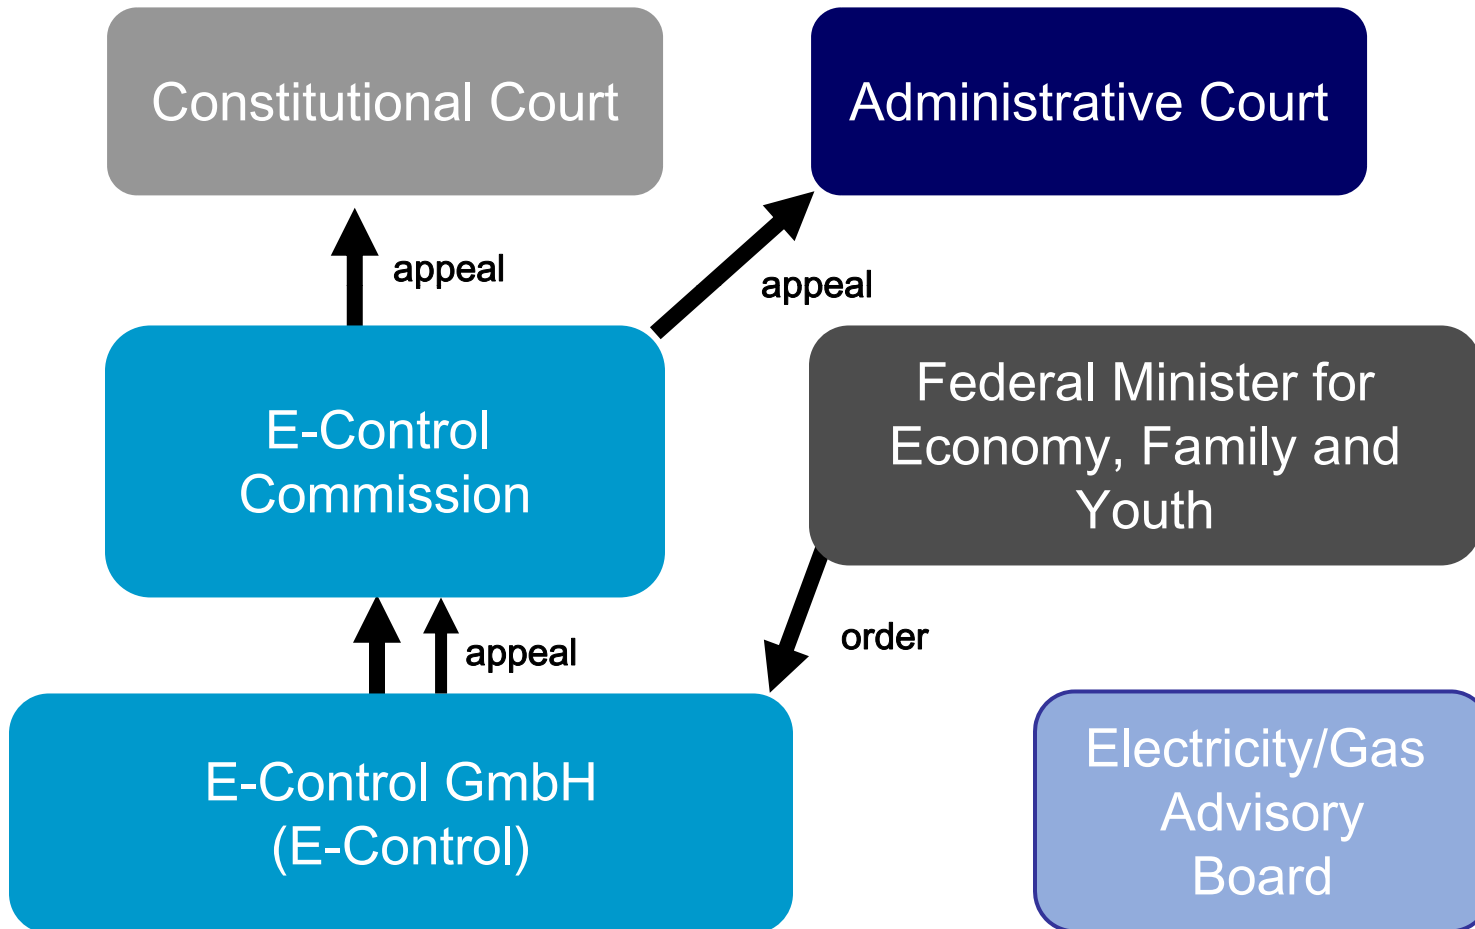 Constitutional Court
Administrative Court
appeal
appeal
E-Control
Commission
Federal Minister for
Economy, Family and
Youth
appeal
order
E-Control GmbH
(E-Control)
Electricity/Gas
Advisory
Board